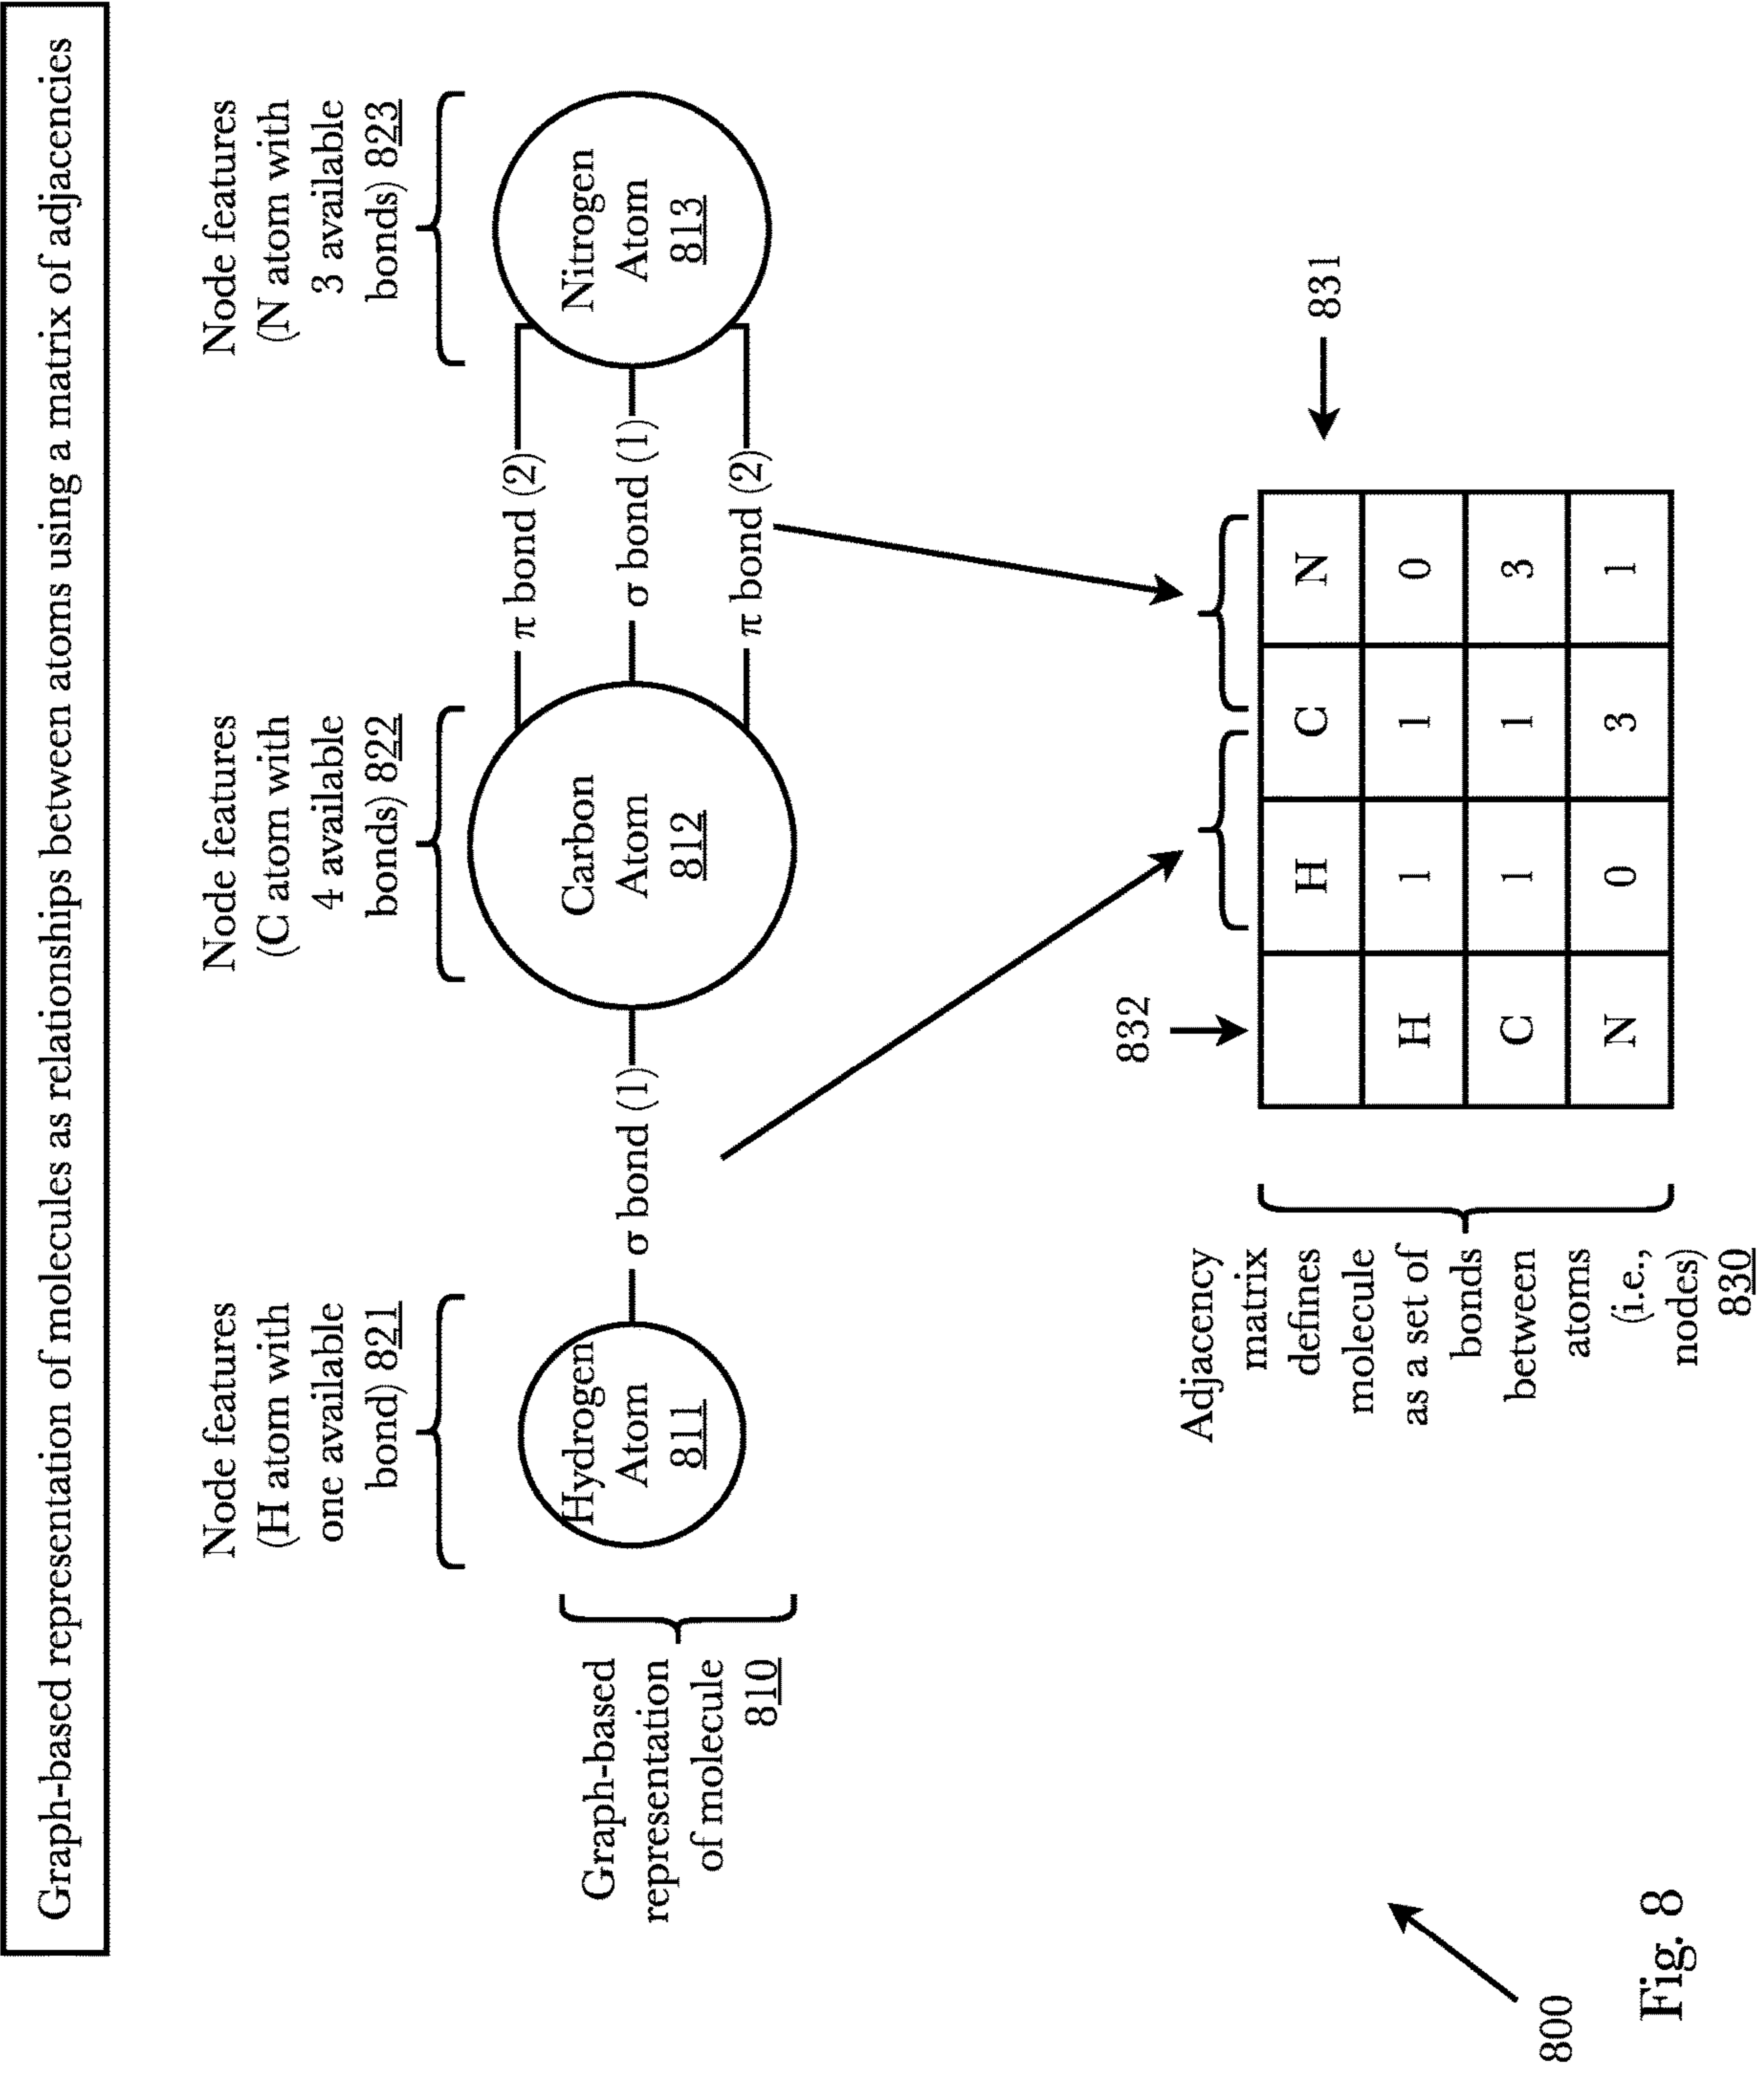 Graph-based representation of molecules as relationships between atoms using a matrix of adjacencies
Node features
(H atom with
one available
bond) 821
Node features
(C atom with
4 available
bonds) 822
Node features
(N atom with
3 available
bonds) 823
Graph-based
representation
of molecule
810
Hydrogen
Atom
811
σ bond (1)
Carbon
Atom
812
π bond (2)
σ bond (1)
π bond (2)
Nitrogen
Atom
813
Adjacency
matrix
defines
molecule
as a set of
bonds
between
atoms
(i.e.,
nodes)
830
832
831
H C N
H 1 1 0
C 1 1 3
N 0 3 1
800
Fig. 8